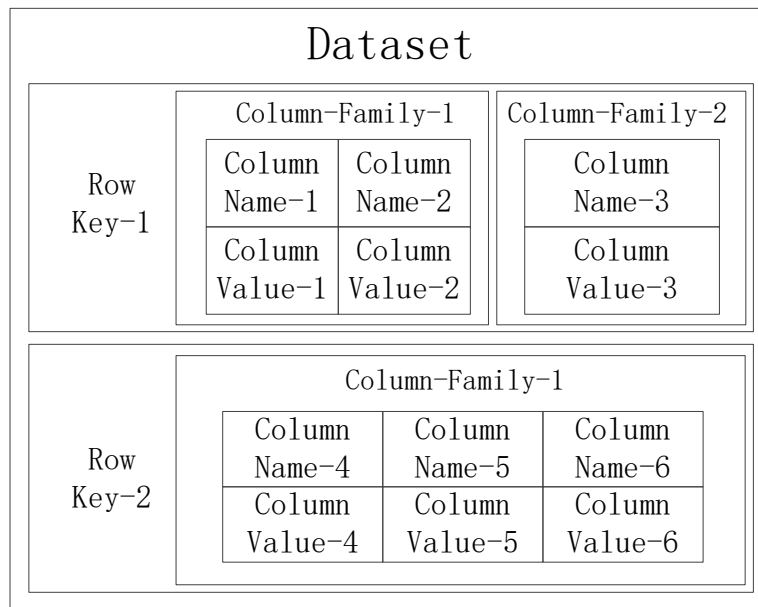 Dataset
Row
Key-1
Column-Family-1
Column
Name-1
Column
Name-2
Column
Value-1
Column
Value-2
Column-Family-2
Column
Name-3
Column
Value-3
Row
Key-2
Column-Family-1
Column
Name-4
Column
Name-5
Column
Name-6
Column
Value-4
Column
Value-5
Column
Value-6